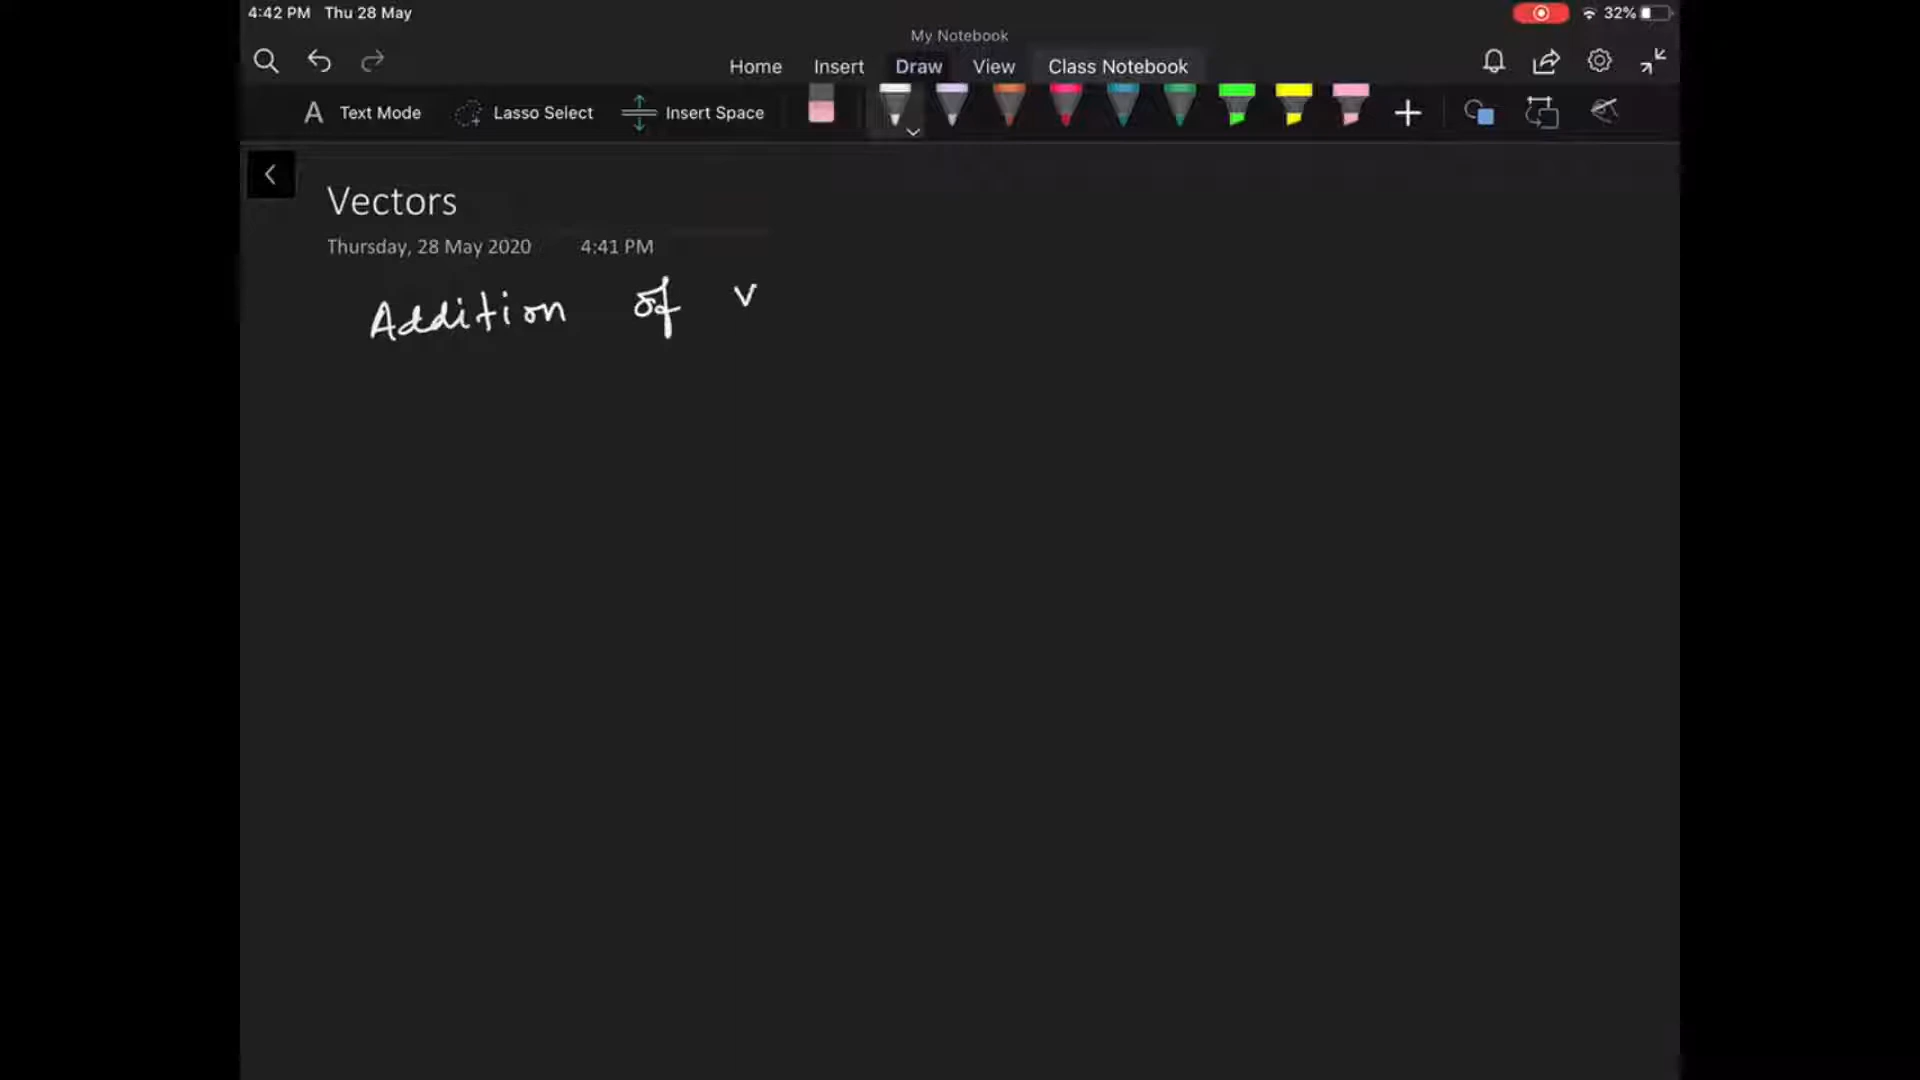 4:42 PM Thu 28 May 32%
My Notebook
Home Insert Draw View Class Notebook
A Text Mode Lasso Select Insert Space
Vectors
Thursday, 28 May 2020 4:41 PM
Addition of v